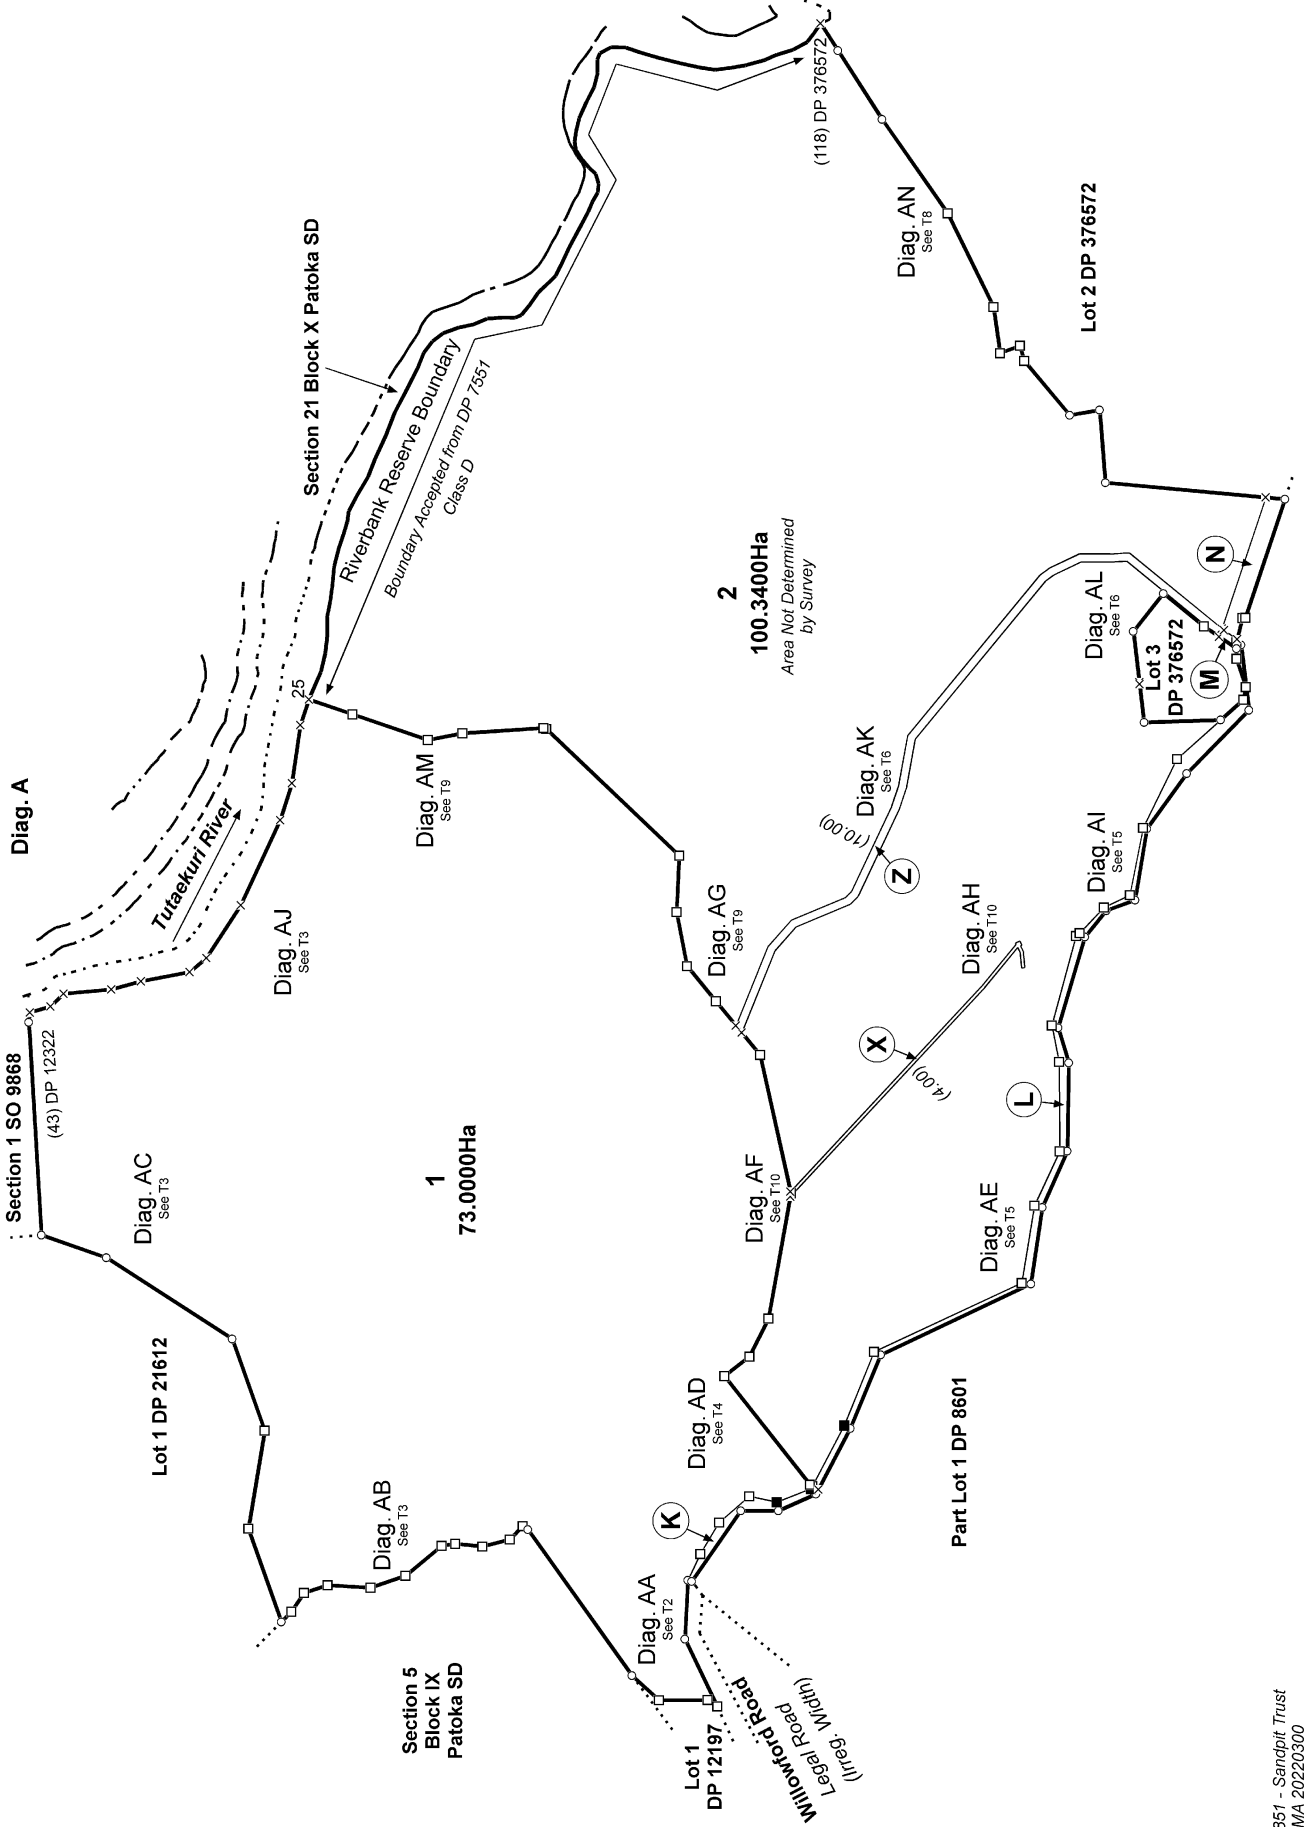 Diag. A
Section 1 SO 9868
(43) DP 12322
Tutaekuri River
Diag. AJ
See T3
25
Section 21 Block X Patoka SD
Riverbank Reserve Boundary
Boundary Accepted from DP 7551
Class D
(118) DP 376572
Diag. AN
See T8
Lot 2 DP 376572
Diag. AC
See T3
Lot 1 DP 21612
Diag. AB
See T3
1
73.0000Ha
Diag. AM
See T9
Diag. AG
See T9
2
100.3400Ha
Area Not Determined
by Survey
Diag. AK
See T6
(10.00)
Z
Diag. AL
See T6
Lot 3
DP 376572
M
N
Diag. AF
See T10
X
(4.00)
Diag. AH
See T10
Diag. AI
See T5
L
Diag. AE
See T5
Diag. AD
See T4
K
Diag. AA
See T2
Section 5
Block IX
Patoka SD
Lot 1
DP 12197
Willowford Road
Legal Road
(Irreg. Width)
Part Lot 1 DP 8601
351 - Sandpit Trust
MA 20220300